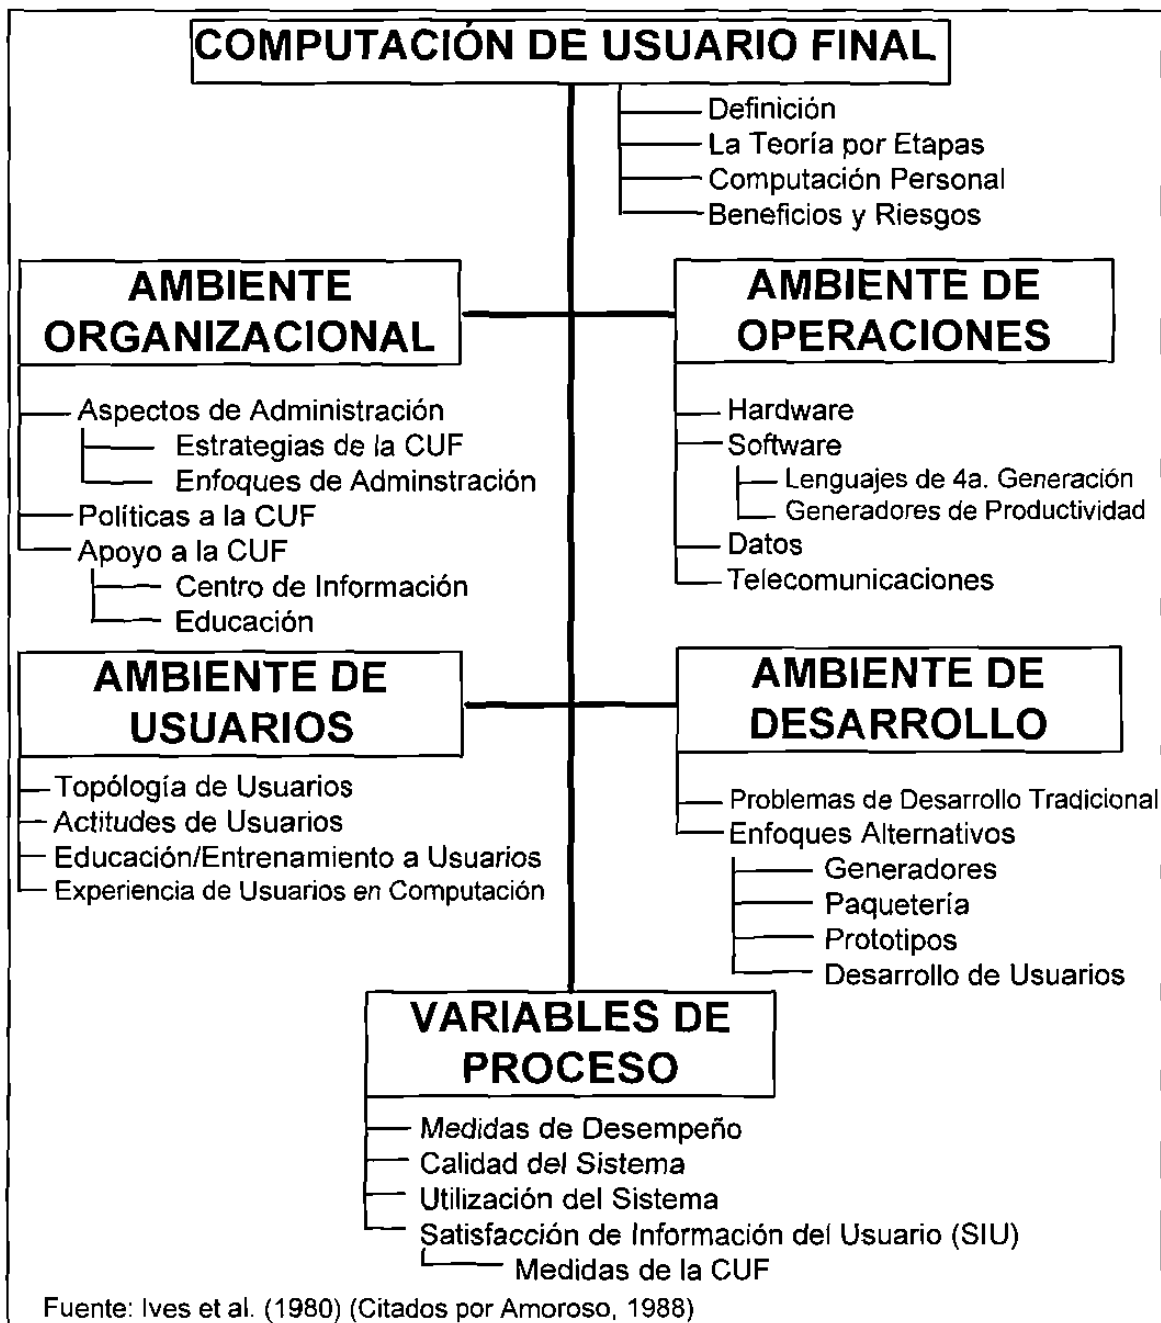 COMPUTACIÓN DE USUARIO FINAL
Definición
La Teoría por Etapas
Computación Personal
Beneficios y Riesgos
AMBIENTE
ORGANIZACIONAL
Aspectos de Administración
Estrategias de la CUF
Enfoques de Adminstración
Políticas a la CUF
Apoyo a la CUF
Centro de Información
Educación
AMBIENTE DE
OPERACIONES
Hardware
Software
Lenguajes de 4a. Generación
Generadores de Productividad
Datos
Telecomunicaciones
AMBIENTE DE
USUARIOS
Topólogía de Usuarios
Actitudes de Usuarios
Educación/Entrenamiento a Usuarios
Experiencia de Usuarios en Computación
AMBIENTE DE
DESARROLLO
Problemas de Desarrollo Tradicional
Enfoques Alternativos
Generadores
Paquetería
Prototipos
Desarrollo de Usuarios
VARIABLES DE
PROCESO
Medidas de Desempeño
Calidad del Sistema
Utilización del Sistema
Satisfacción de Información del Usuario (SIU)
Medidas de la CUF
Fuente: Ives et al. (1980) (Citados por Amoroso, 1988)